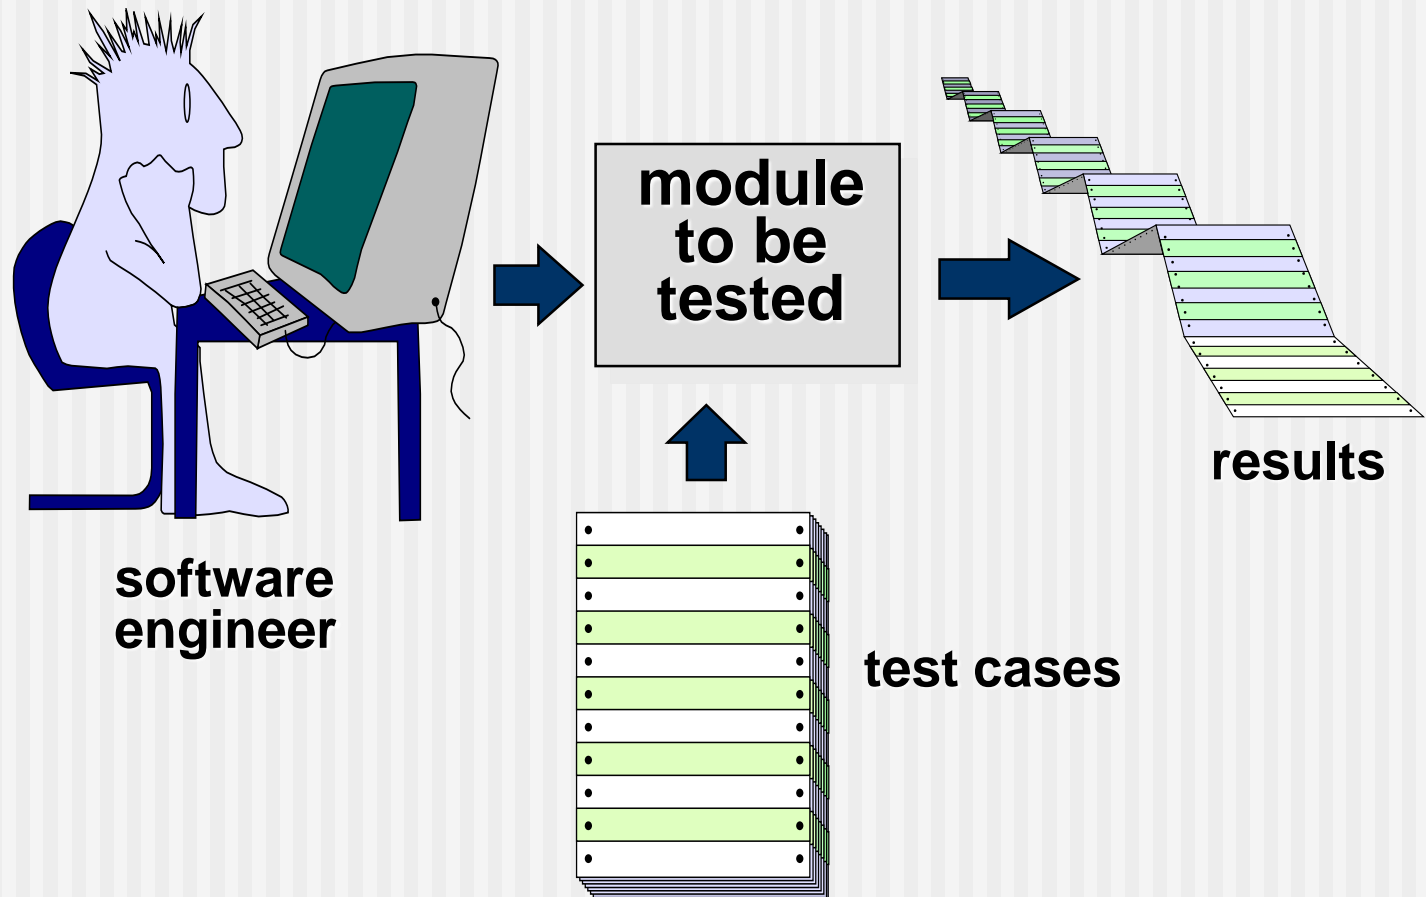 module
to be
tested
results
software
engineer
test cases